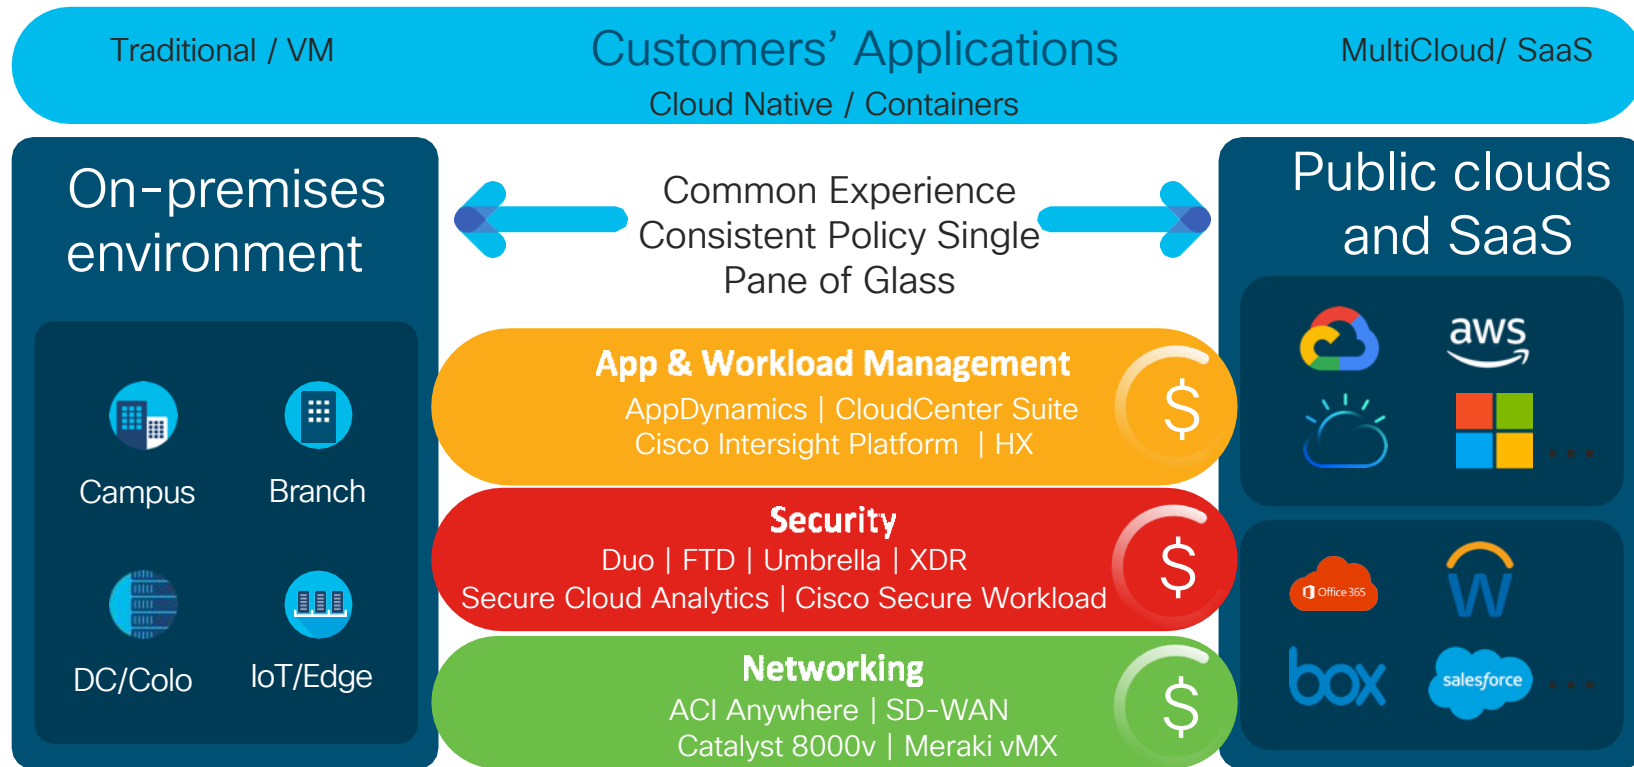 Traditional / VM
Customers’ Applications
MultiCloud/ SaaS
Cloud Native / Containers
On-premises
environment
Common Experience
Consistent Policy Single
Pane of Glass
Public clouds
and SaaS
App & Workload Management
AppDynamics | CloudCenter Suite
Cisco Intersight Platform | HX
$
Security
Duo | FTD | Umbrella | XDR
Secure Cloud Analytics | Cisco Secure Workload
$
Networking
ACI Anywhere | SD-WAN
Catalyst 8000v | Meraki vMX
$
Campus
Branch
DC/Colo
IoT/Edge
aws
...
Office 365
W
box
salesforce
...